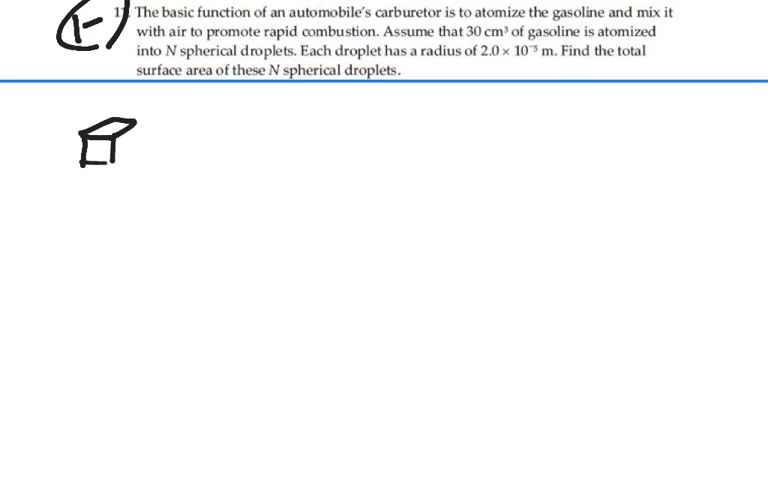 1. The basic function of an automobile's carburetor is to atomize the gasoline and mix it
with air to promote rapid combustion. Assume that 30 cm³ of gasoline is atomized
into N spherical droplets. Each droplet has a radius of 2.0 × 10⁻⁵ m. Find the total
surface area of these N spherical droplets.